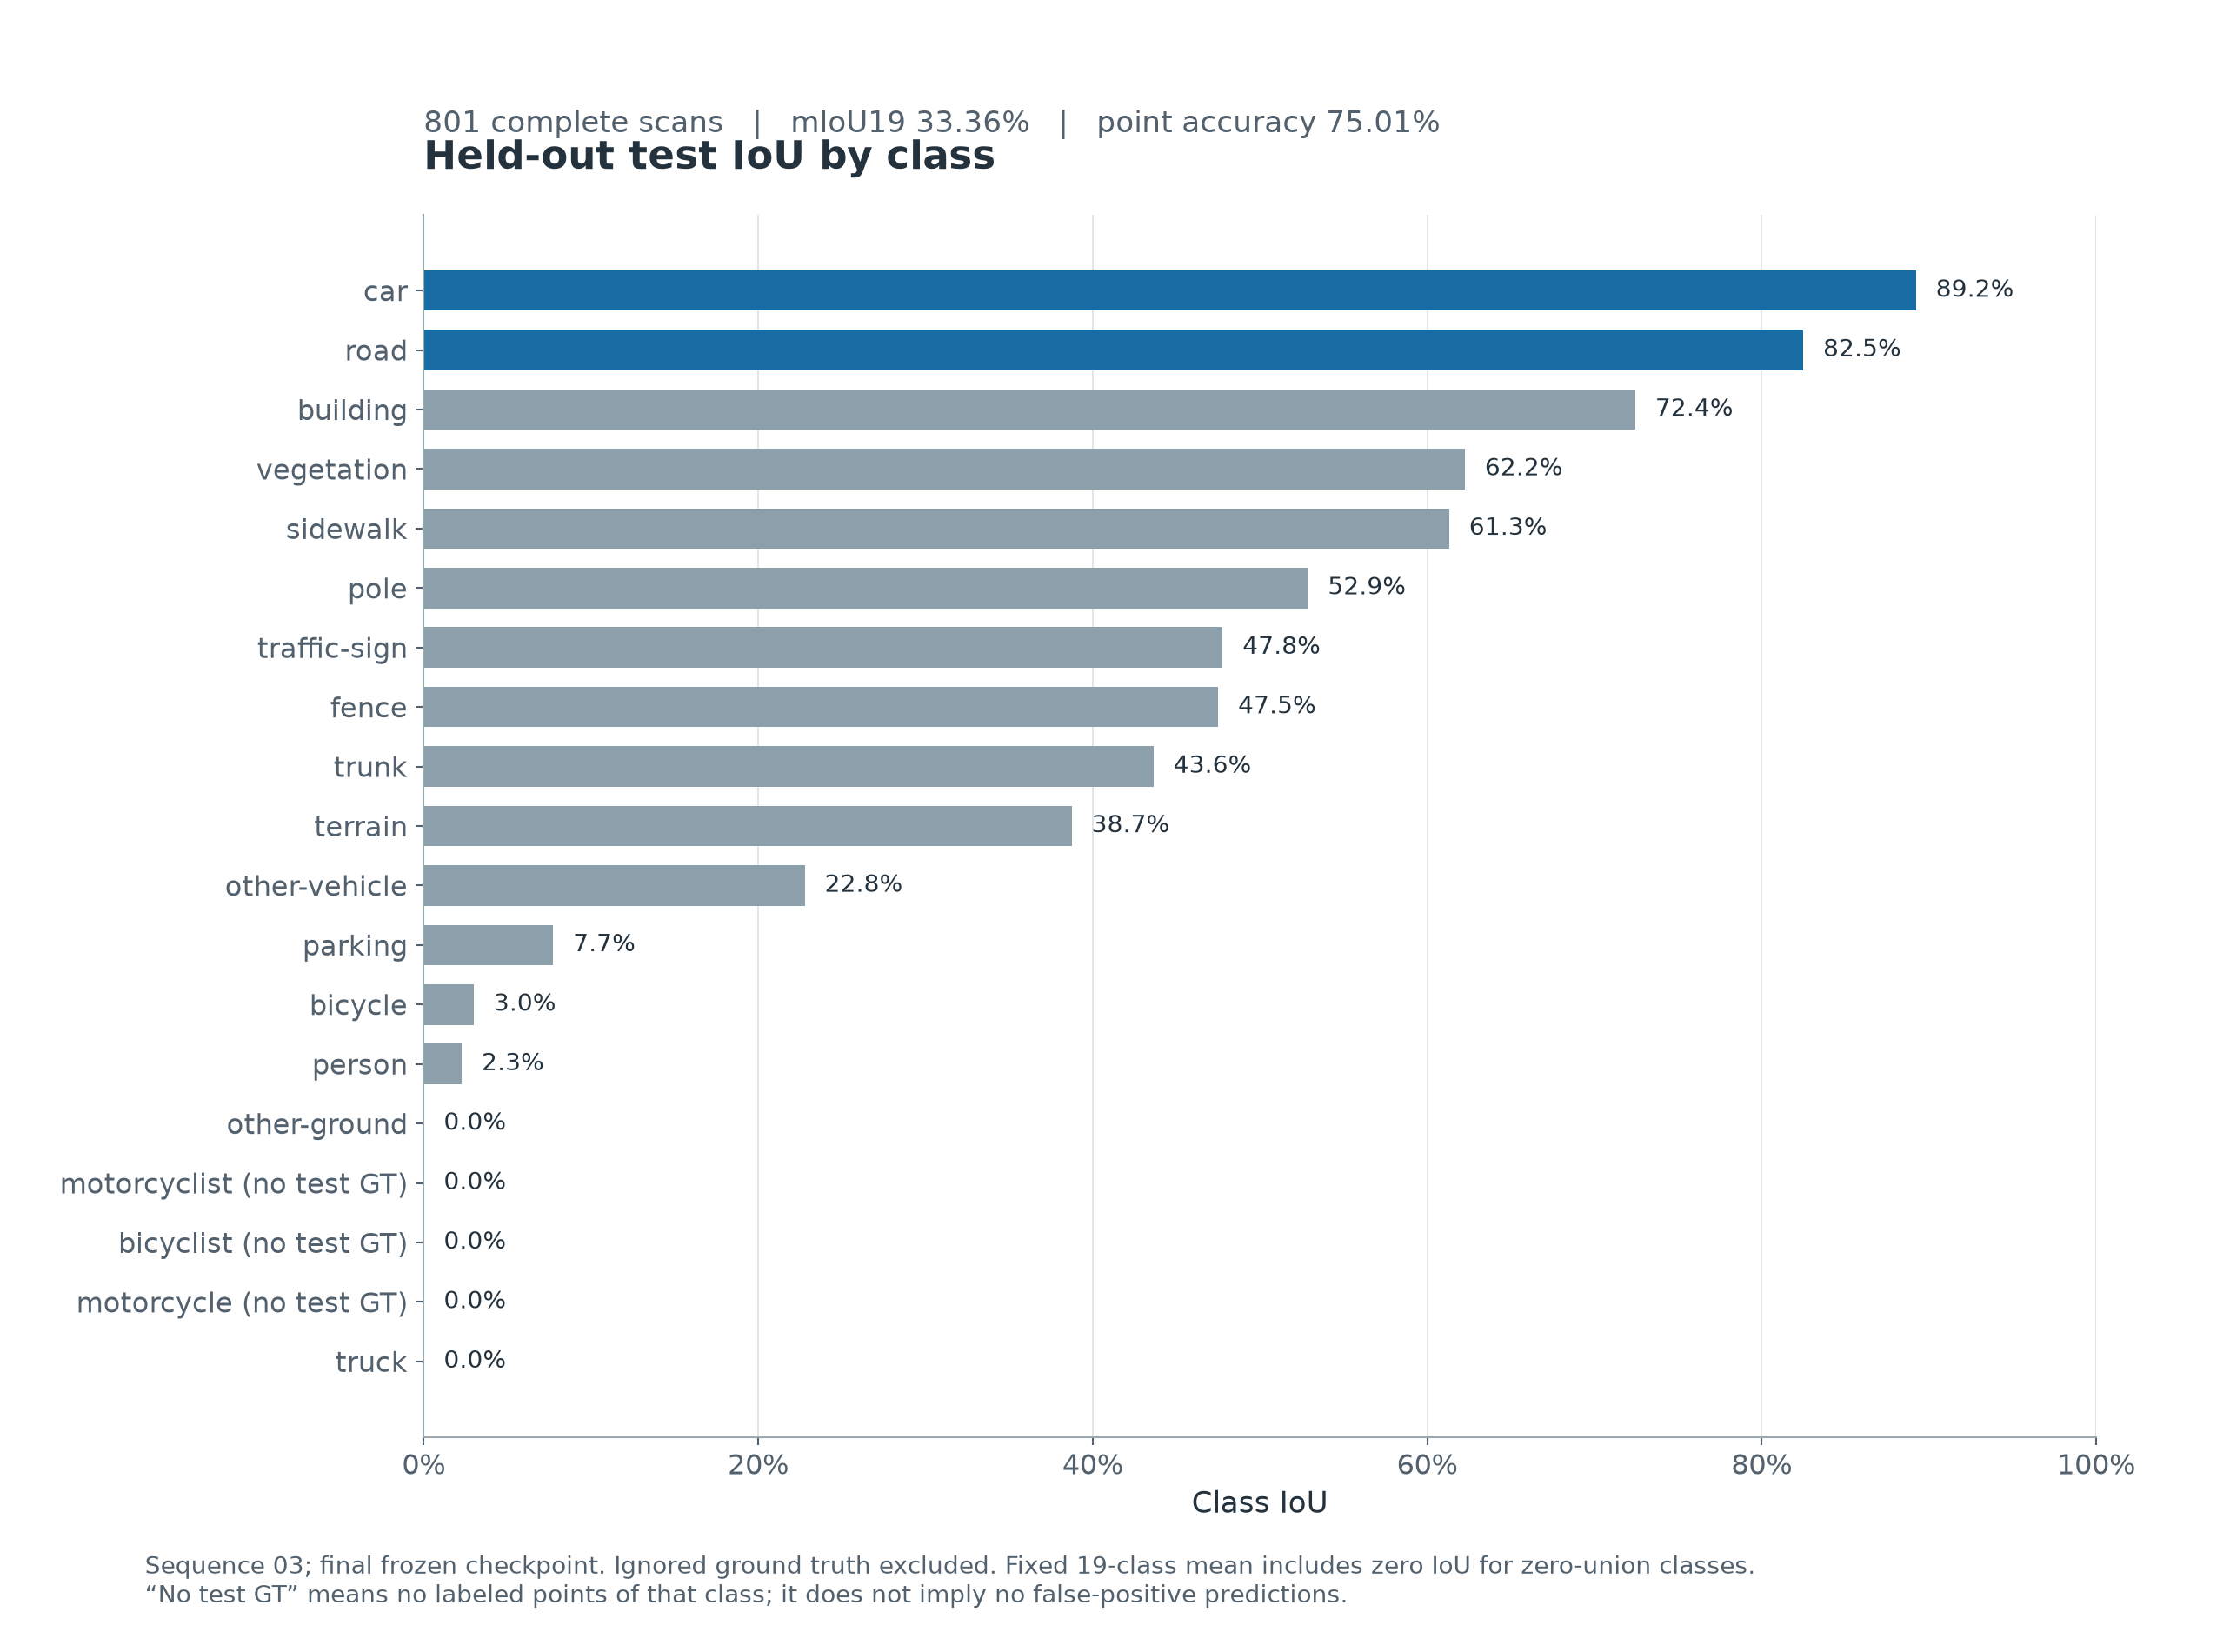 801 complete scans | mIoU19 33.36% | point accuracy 75.01%
Held-out test IoU by class
car 89.2%
road 82.5%
building 72.4%
vegetation 62.2%
sidewalk 61.3%
pole 52.9%
traffic-sign 47.8%
fence 47.5%
trunk 43.6%
terrain 38.7%
other-vehicle 22.8%
parking 7.7%
bicycle 3.0%
person 2.3%
other-ground 0.0%
motorcyclist (no test GT) 0.0%
bicyclist (no test GT) 0.0%
motorcycle (no test GT) 0.0%
truck 0.0%
0% 20% 40% 60% 80% 100%
Class IoU
Sequence 03; final frozen checkpoint. Ignored ground truth excluded. Fixed 19-class mean includes zero IoU for zero-union classes.
“No test GT” means no labeled points of that class; it does not imply no false-positive predictions.